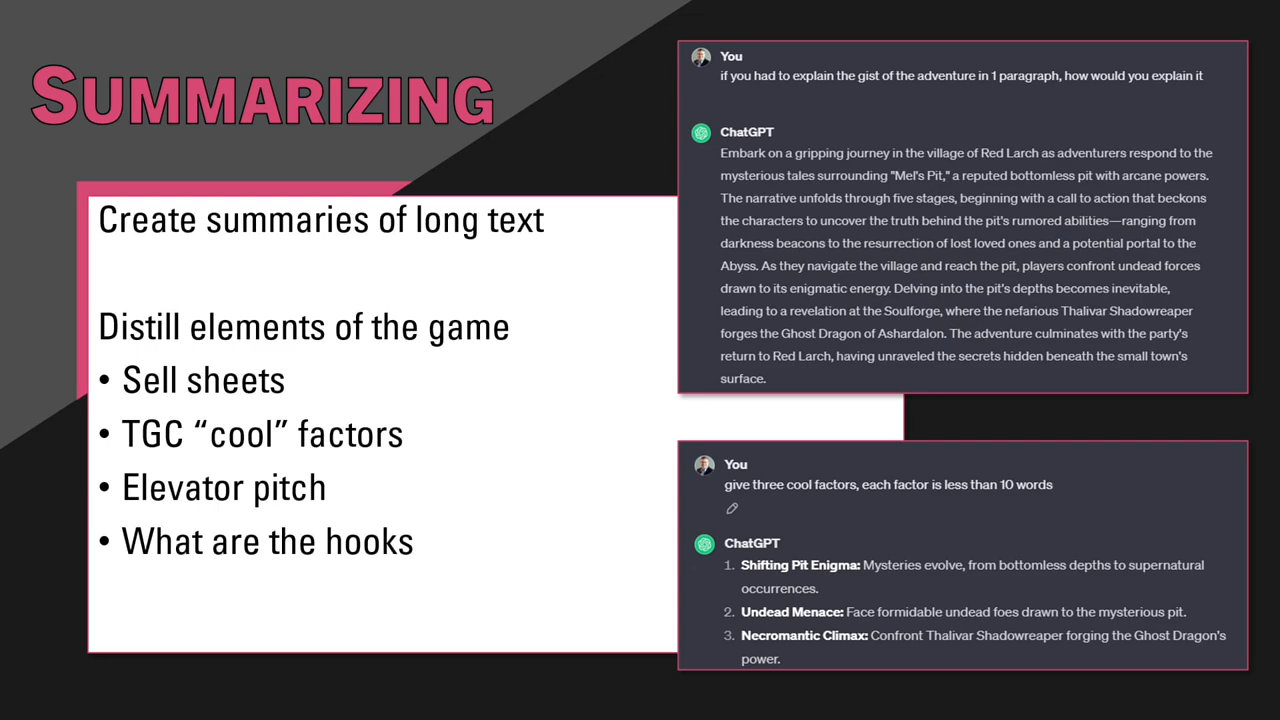 SUMMARIZING
Create summaries of long text
Distill elements of the game
• Sell sheets
• TGC “cool” factors
• Elevator pitch
• What are the hooks
You
if you had to explain the gist of the adventure in 1 paragraph, how would you explain it
ChatGPT
Embark on a gripping journey in the village of Red Larch as adventurers respond to the
mysterious tales surrounding "Mel's Pit," a reputed bottomless pit with arcane powers.
The narrative unfolds through five stages, beginning with a call to action that beckons
the characters to uncover the truth behind the pit's rumored abilities—ranging from
darkness beacons to the resurrection of lost loved ones and a potential portal to the
Abyss. As they navigate the village and reach the pit, players confront undead forces
drawn to its enigmatic energy. Delving into the pit's depths becomes inevitable,
leading to a revelation at the Soulforge, where the nefarious Thalivar Shadowreaper
forges the Ghost Dragon of Ashardalon. The adventure culminates with the party's
return to Red Larch, having unraveled the secrets hidden beneath the small town's
surface.
You
give three cool factors, each factor is less than 10 words
ChatGPT
1. Shifting Pit Enigma: Mysteries evolve, from bottomless depths to supernatural
occurrences.
2. Undead Menace: Face formidable undead foes drawn to the mysterious pit.
3. Necromantic Climax: Confront Thalivar Shadowreaper forging the Ghost Dragon's
power.